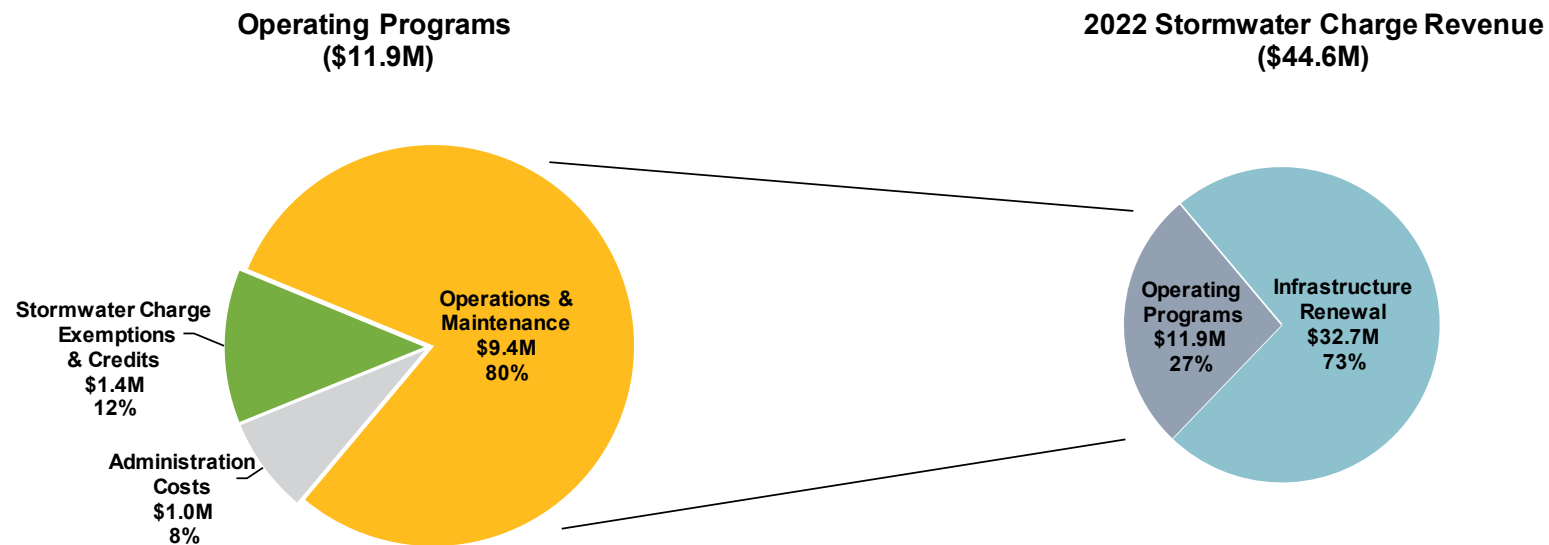 Operating Programs
($11.9M)
2022 Stormwater Charge Revenue
($44.6M)
Stormwater Charge
Exemptions
& Credits
$1.4M
12%
Administration
Costs
$1.0M
8%
Operations &
Maintenance
$9.4M
80%
Operating
Programs
$11.9M
27%
Infrastructure
Renewal
$32.7M
73%